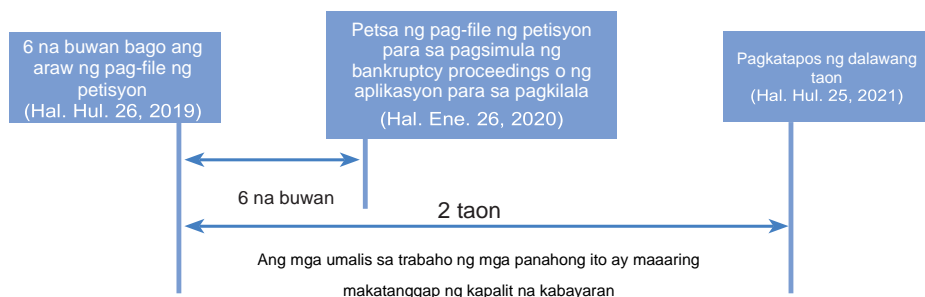 6 na buwan bago ang
araw ng pag-file ng
petisyon
(Hal. Hul. 26, 2019)
Petsa ng pag-file ng petisyon
para sa pagsimula ng
bankruptcy proceedings o ng
aplikasyon para sa pagkilala
(Hal. Ene. 26, 2020)
Pagkatapos ng dalawang
taon
(Hal. Hul. 25, 2021)
6 na buwan
2 taon
Ang mga umalis sa trabaho ng mga panahong ito ay maaaring
makatanggap ng kapalit na kabayaran